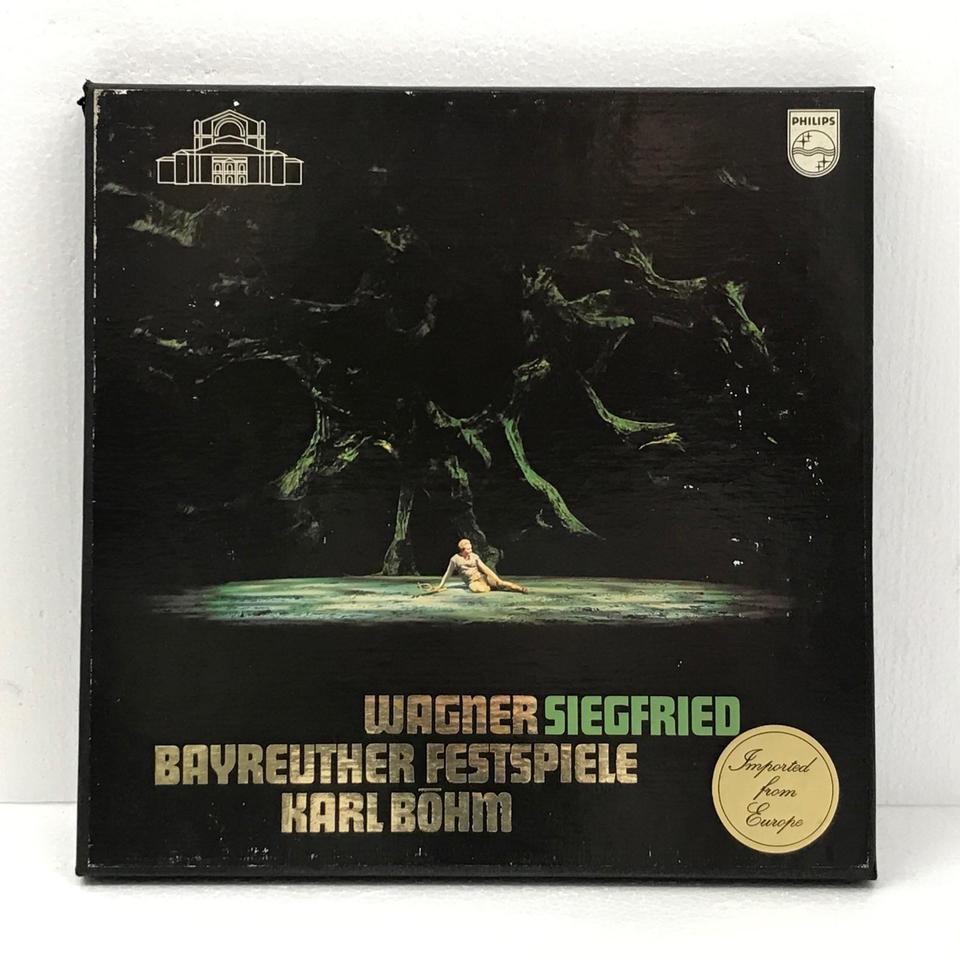 PHILIPS
WAGNER SIEGFRIED
BAYREUTHER FESTSPIELE
KARL BÖHM
Imported
from
Europe